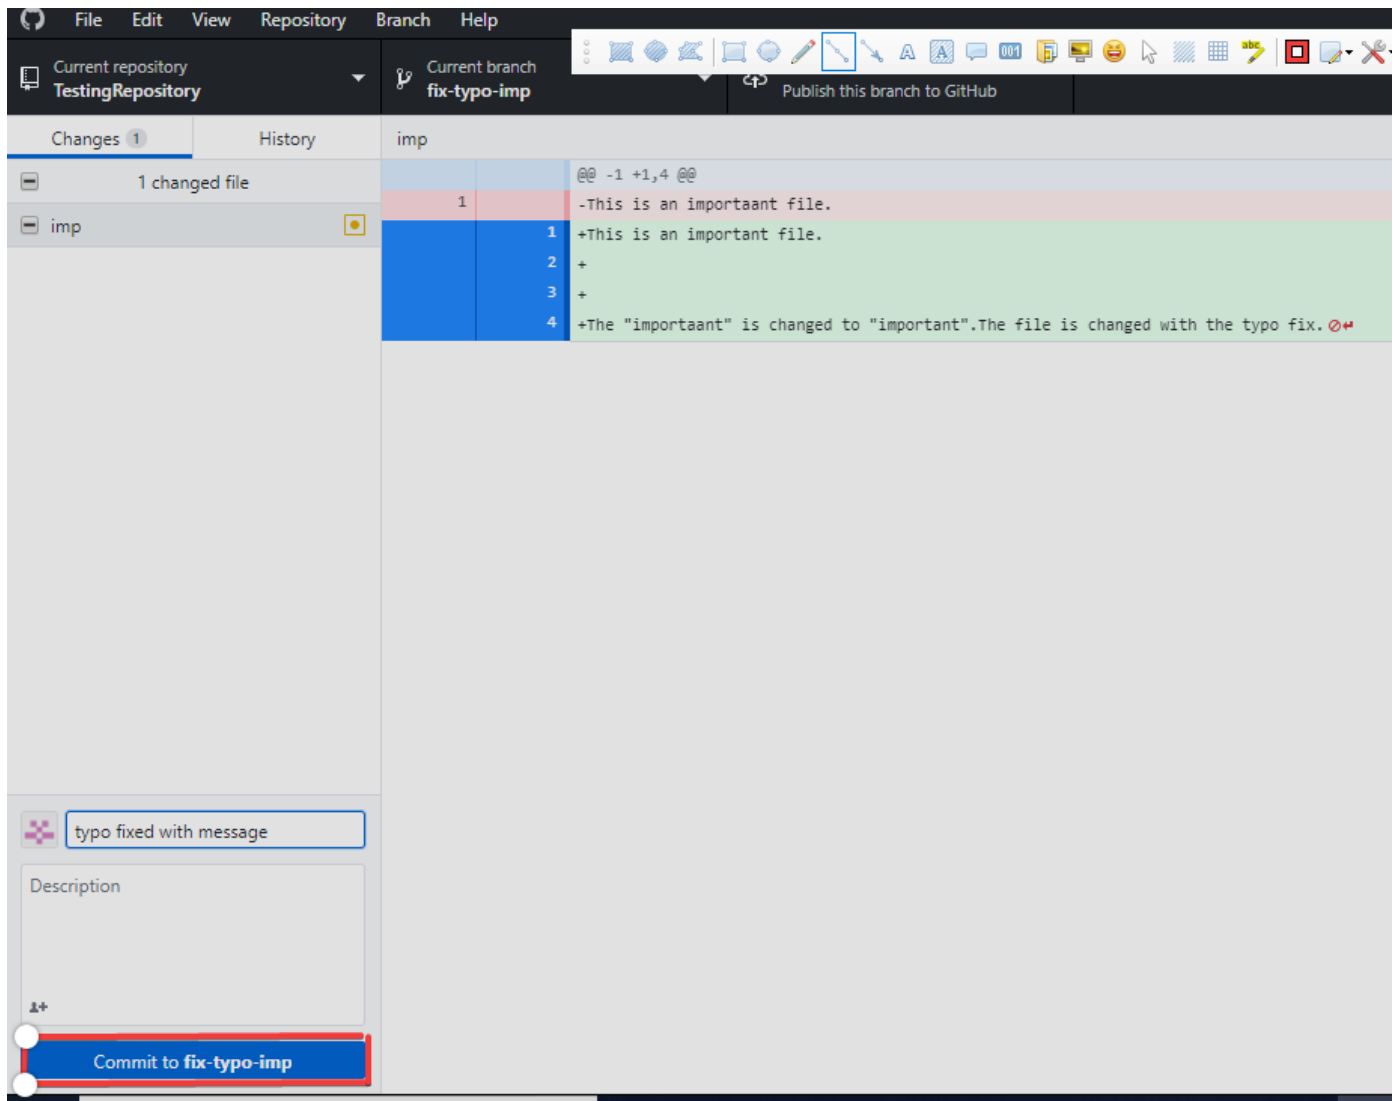 File Edit View Repository Branch Help
Current repository
TestingRepository
Current branch
fix-typo-imp
Publish this branch to GitHub
A A 001 abc
Changes 1 History
imp
1 changed file
imp
@@ -1 +1,4 @@
1 -This is an importaant file.
1 +This is an important file.
2 +
3 +
4 +The "importaant" is changed to "important".The file is changed with the typo fix.
typo fixed with message
Description
Commit to fix-typo-imp